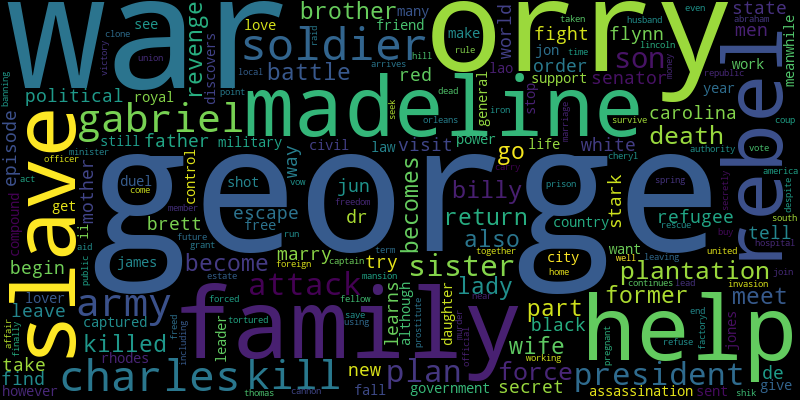 war
orry
george
madeline
slave
family
help
rebel
soldier
gabriel
army
charles
kill
president
plantation
attack
sister
plan
son
billy
brother
revenge
battle
episode
political
royal
see
love
many
friend
fight
flynn
world
jon
order
red
lao
general
support
senator
stop
state
men
year
work
meanwhile
carolina
death
white
visit
life
power
law
go
civil
military
father
still
discovers
control
way
shot
duel
come
mother
ii
get
officer
act
compound
banning
victory
clone
union
local
raid
point
arrives
hill
rule
make
time
taken
husband
even
abraham
lincoln
money
republic
dead
seek
iron
orleans
marriage
survive
james
brett
escape
free
jun
dr
becomes
also
return
country
stark
refugee
want
tell
city
home
well
prison
secretly
vote
authority
cheryl
spring
america
despite
south
coup
rescue
united
buy
hospital
invasion
join
lead
continues
leaving
former
meet
jones
sent
begin
lover
leave
become
marry
foreign
try
captain
term
together
lady
part
black
wife
force
secret
new
fall
government
assassination
de
give
shik
captured
killed
rhodes
leader
take
find
however
affair
finally
public
aid
minister
member
vow
freedom
run
future
grant
estate
mansion
forced
tortured
fellow
save
using
learns
although
prostitute
daughter
murder
official
near
working
pregnant
refuse
factory
end
including
freed
thomas
cannon